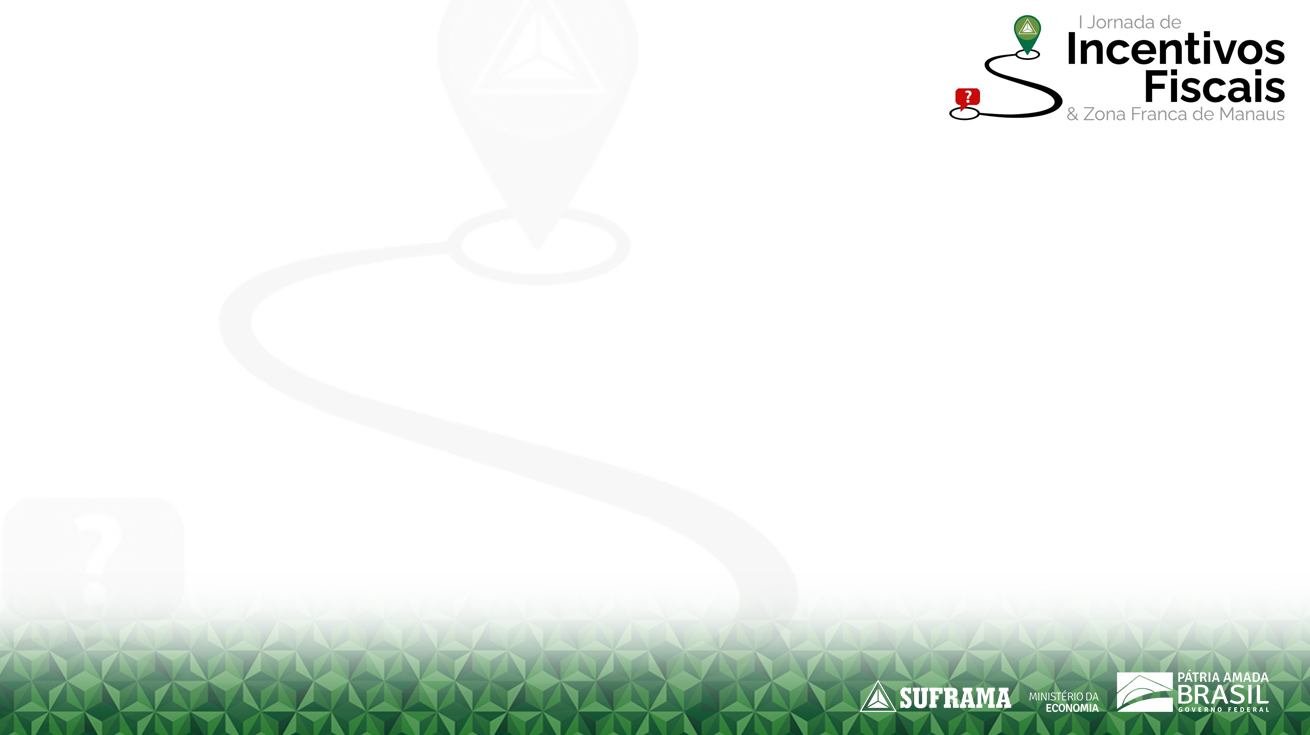 I Jornada de
Incentivos
Fiscais
& Zona Franca de Manaus
?
?
SUFRAMA
MINISTÉRIO DA
ECONOMIA
PÁTRIA AMADA
BRASIL
GOVERNO FEDERAL